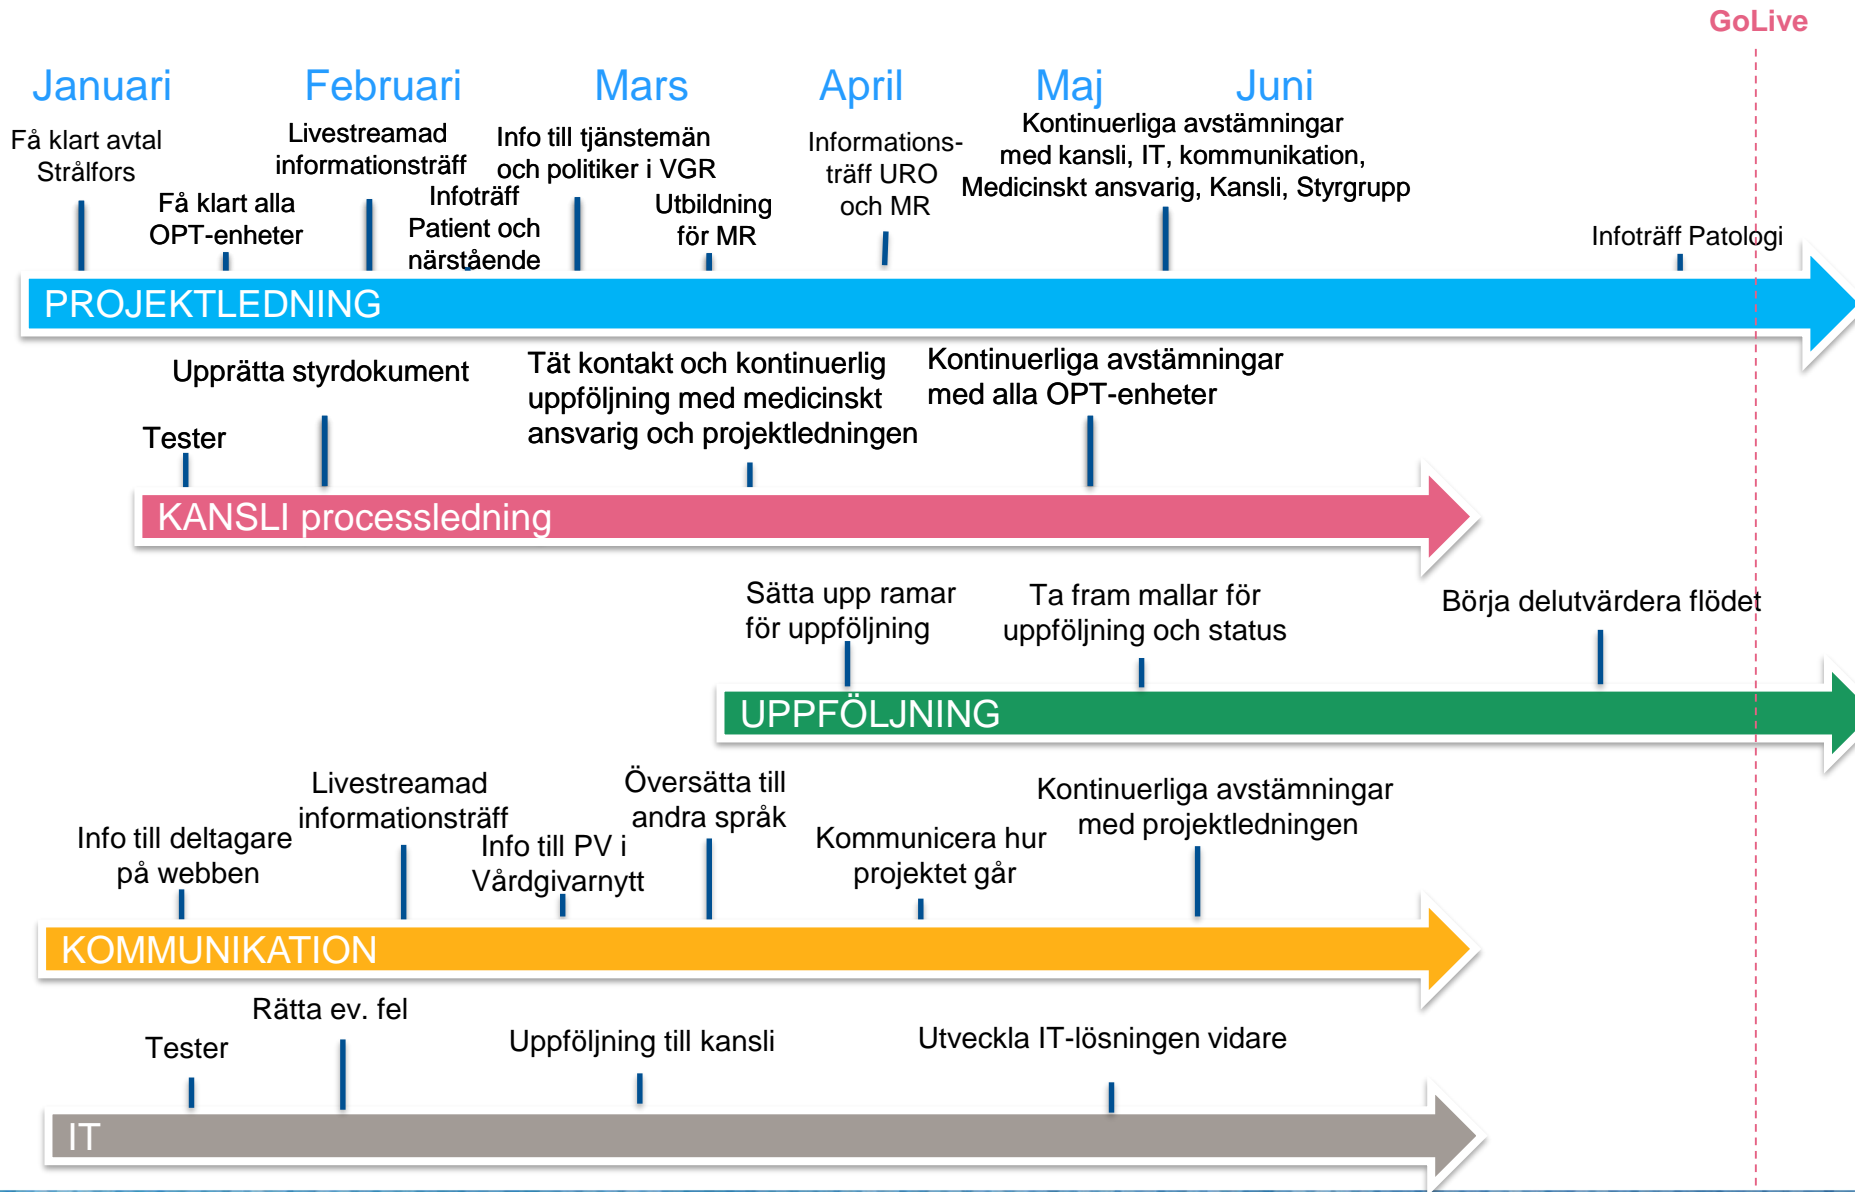 GoLive
Januari
Februari
Mars
April
Maj
Juni
Få klart avtal
Strålfors
Få klart alla
OPT-enheter
Livestreamad
informationsträff
Infoträff
Patient och
närstående
Info till tjänstemän
och politiker i VGR
Utbildning
för MR
Informations-
träff URO
och MR
Kontinuerliga avstämningar
med kansli, IT, kommunikation,
Medicinskt ansvarig, Kansli, Styrgrupp
Infoträff Patologi
PROJEKTLEDNING
Tester
Upprätta styrdokument
Tät kontakt och kontinuerlig
uppföljning med medicinskt
ansvarig och projektledningen
Kontinuerliga avstämningar
med alla OPT-enheter
KANSLI processledning
Sätta upp ramar
för uppföljning
Ta fram mallar för
uppföljning och status
Börja delutvärdera flödet
UPPFÖLJNING
Info till deltagare
på webben
Livestreamad
informationsträff
Info till PV i
Vårdgivarnytt
Översätta till
andra språk
Kommunicera hur
projektet går
Kontinuerliga avstämningar
med projektledningen
KOMMUNIKATION
Tester
Rätta ev. fel
Uppföljning till kansli
Utveckla IT-lösningen vidare
IT